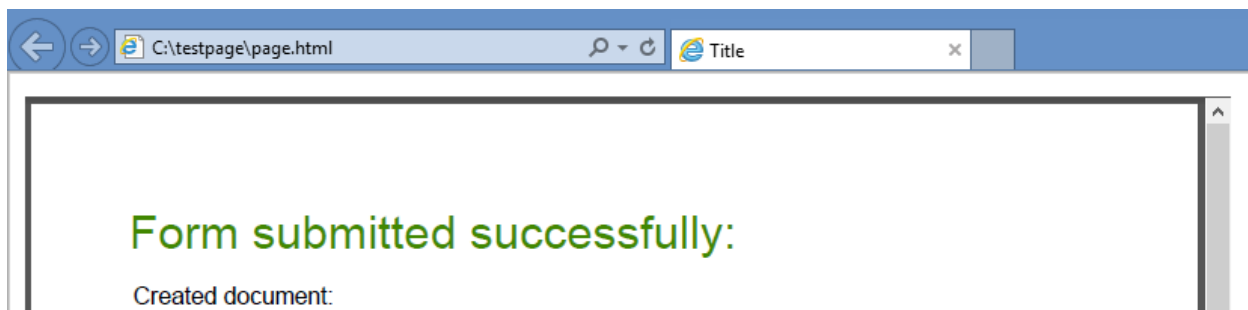 C:\testpage\page.html
Title
Form submitted successfully:
Created document: